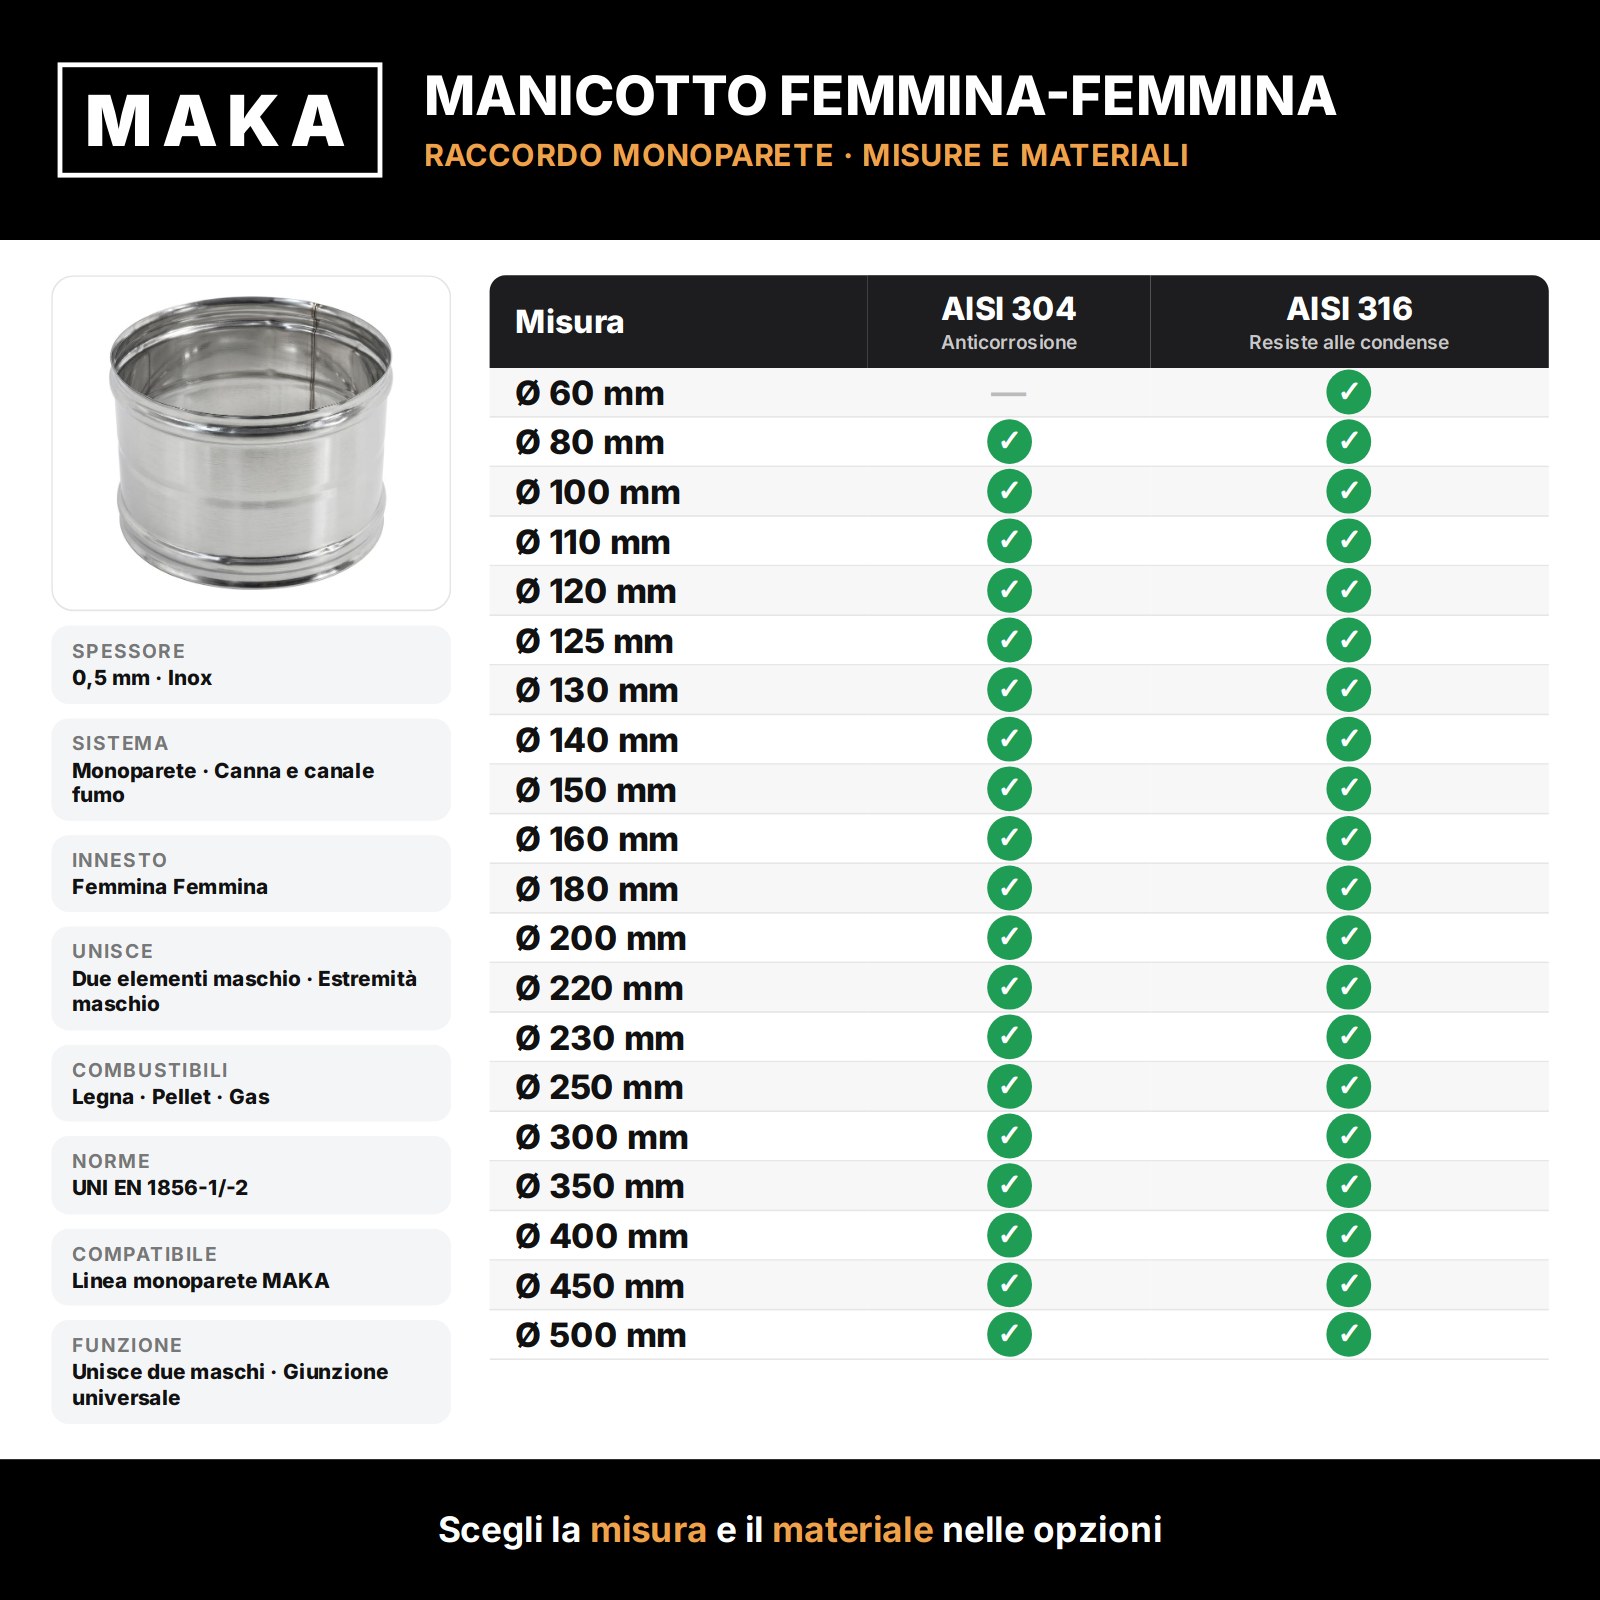 MAKA
MANICOTTO FEMMINA-FEMMINA
RACCORDO MONOPARETE · MISURE E MATERIALI
SPESSORE
0,5 mm · Inox
SISTEMA
Monoparete · Canna e canale
fumo
INNESTO
Femmina Femmina
UNISCE
Due elementi maschio · Estremità
maschio
COMBUSTIBILI
Legna · Pellet · Gas
NORME
UNI EN 1856-1/-2
COMPATIBILE
Linea monoparete MAKA
FUNZIONE
Unisce due maschi · Giunzione
universale
Misura AISI 304 AISI 316
Anticorrosione Resiste alle condense
Ø 60 mm — ✓
Ø 80 mm ✓ ✓
Ø 100 mm ✓ ✓
Ø 110 mm ✓ ✓
Ø 120 mm ✓ ✓
Ø 125 mm ✓ ✓
Ø 130 mm ✓ ✓
Ø 140 mm ✓ ✓
Ø 150 mm ✓ ✓
Ø 160 mm ✓ ✓
Ø 180 mm ✓ ✓
Ø 200 mm ✓ ✓
Ø 220 mm ✓ ✓
Ø 230 mm ✓ ✓
Ø 250 mm ✓ ✓
Ø 300 mm ✓ ✓
Ø 350 mm ✓ ✓
Ø 400 mm ✓ ✓
Ø 450 mm ✓ ✓
Ø 500 mm ✓ ✓
Scegli la misura e il materiale nelle opzioni